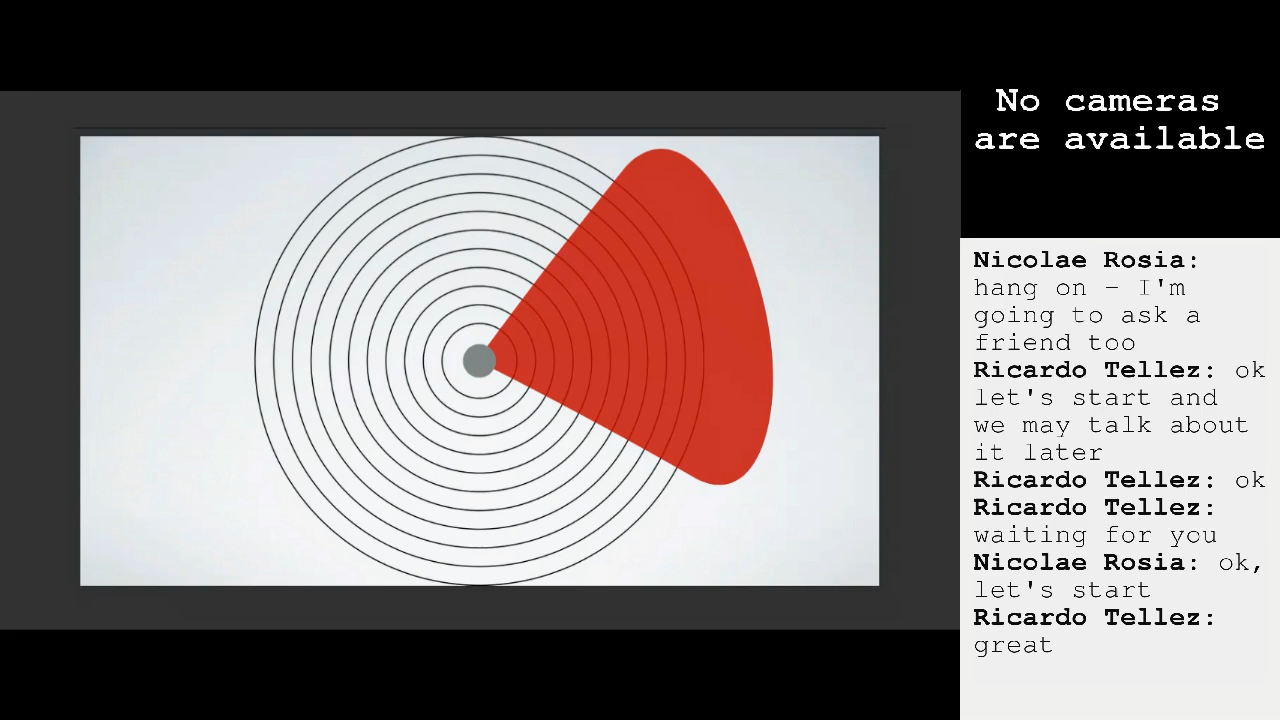 No cameras
are available
Nicolae Rosia:
hang on – I'm
going to ask a
friend too
Ricardo Tellez: ok
let's start and
we may talk about
it later
Ricardo Tellez: ok
Ricardo Tellez:
waiting for you
Nicolae Rosia: ok,
let's start
Ricardo Tellez:
great